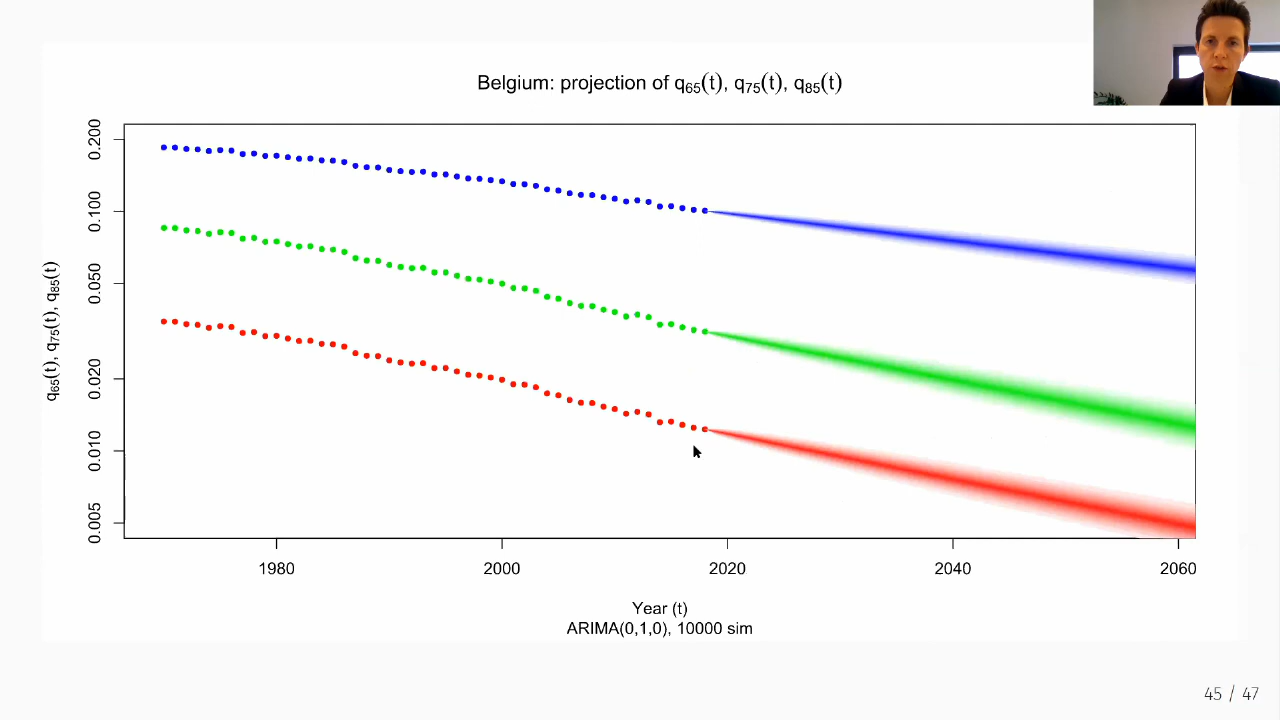 Belgium: projection of q65(t), q75(t), q85(t)
q65(t), q75(t), q85(t)
0.200
0.100
0.050
0.020
0.010
0.005
1980 2000 2020 2040 2060
Year (t)
ARIMA(0,1,0), 10000 sim
45 / 47